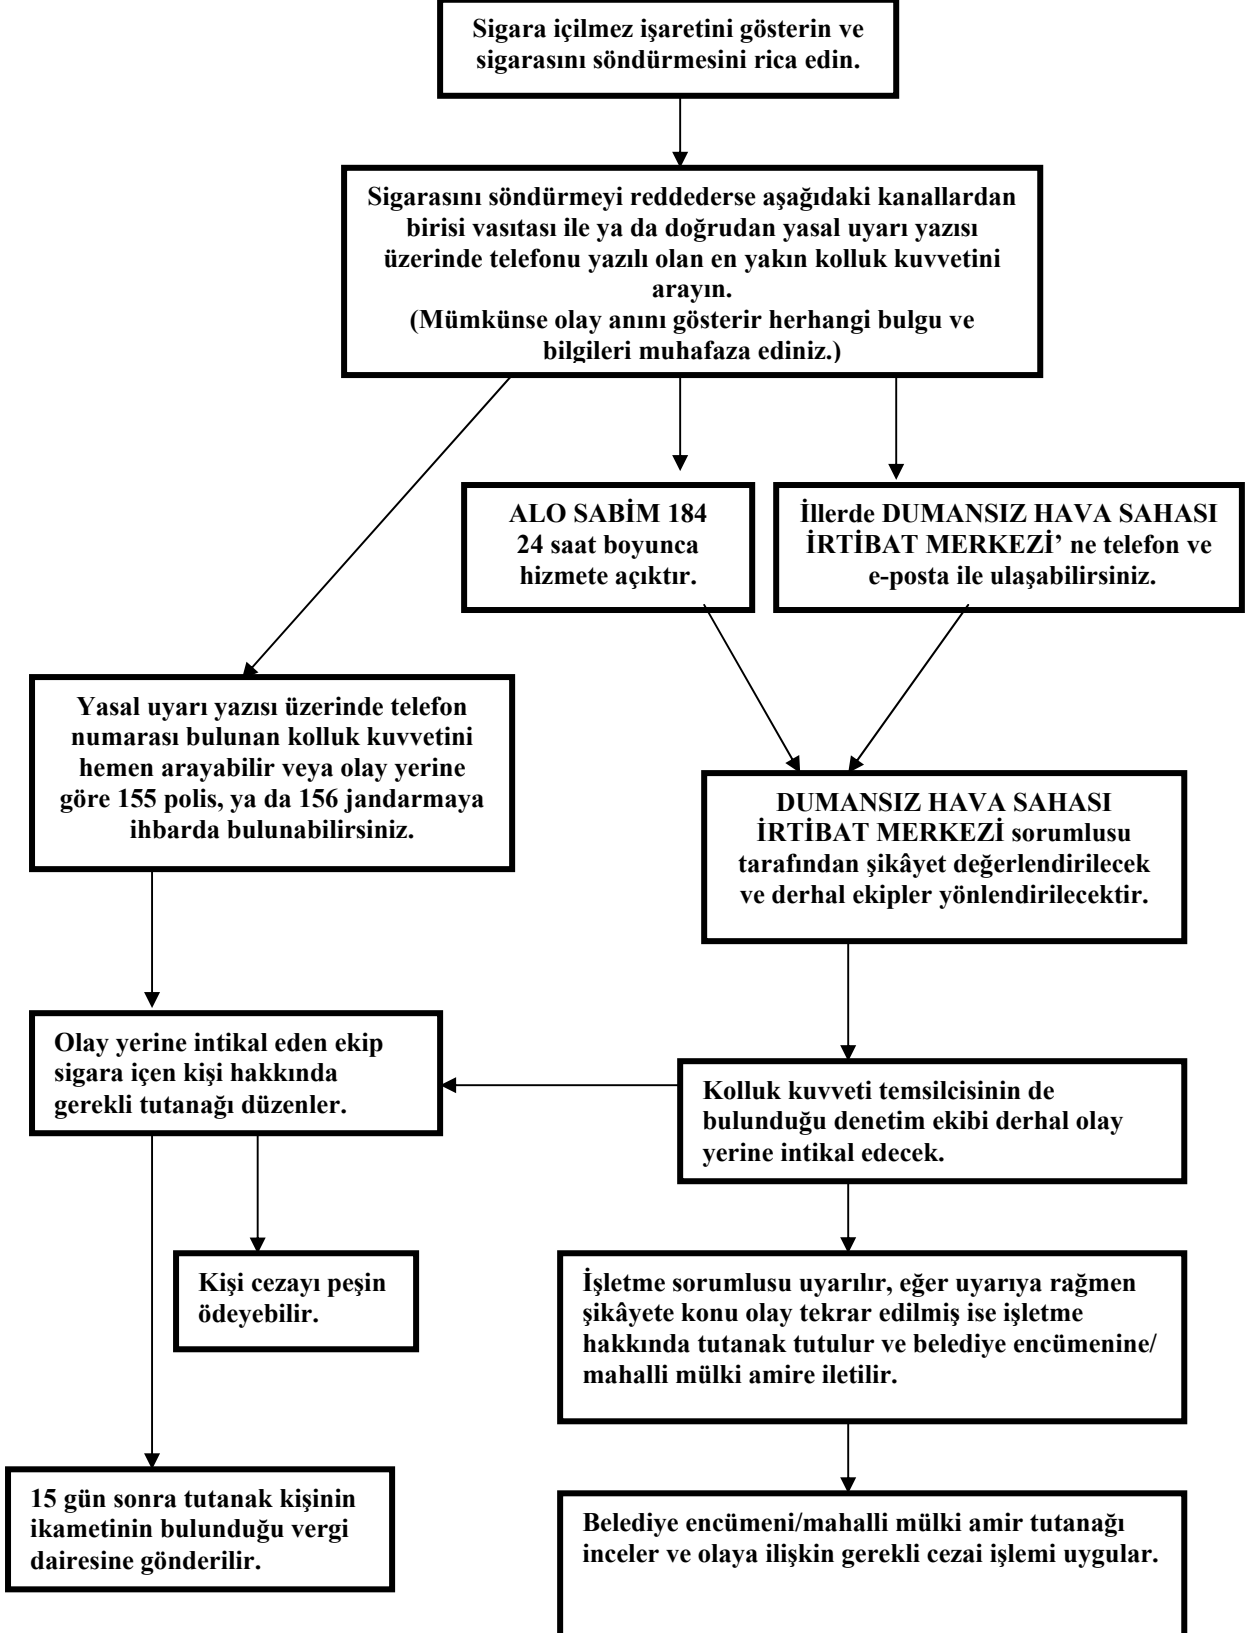 Sigara içilmez işaretini gösterin ve
sigarasını söndürmesini rica edin.
Sigarasını söndürmeyi reddederse aşağıdaki kanallardan
birisi vasıtası ile ya da doğrudan yasal uyarı yazısı
üzerinde telefonu yazılı olan en yakın kolluk kuvvetini
arayın.
(Mümkünse olay anını gösterir herhangi bulgu ve
bilgileri muhafaza ediniz.)
ALO SABİM 184
24 saat boyunca
hizmete açıktır.
İllerde DUMANSIZ HAVA SAHASI
İRTİBAT MERKEZİ’ ne telefon ve
e-posta ile ulaşabilirsiniz.
Yasal uyarı yazısı üzerinde telefon
numarası bulunan kolluk kuvvetini
hemen arayabilir veya olay yerine
göre 155 polis, ya da 156 jandarmaya
ihbarda bulunabilirsiniz.
DUMANSIZ HAVA SAHASI
İRTİBAT MERKEZİ sorumlusu
tarafından şikâyet değerlendirilecek
ve derhal ekipler yönlendirilecektir.
Olay yerine intikal eden ekip
sigara içen kişi hakkında
gerekli tutanağı düzenler.
Kolluk kuvveti temsilcisinin de
bulunduğu denetim ekibi derhal olay
yerine intikal edecek.
Kişi cezayı peşin
ödeyebilir.
İşletme sorumlusu uyarılır, eğer uyarıya rağmen
şikâyete konu olay tekrar edilmiş ise işletme
hakkında tutanak tutulur ve belediye encümenine/
mahalli mülki amire iletilir.
15 gün sonra tutanak kişinin
ikametinin bulunduğu vergi
dairesine gönderilir.
Belediye encümeni/mahalli mülki amir tutanağı
inceler ve olaya ilişkin gerekli cezai işlemi uygular.